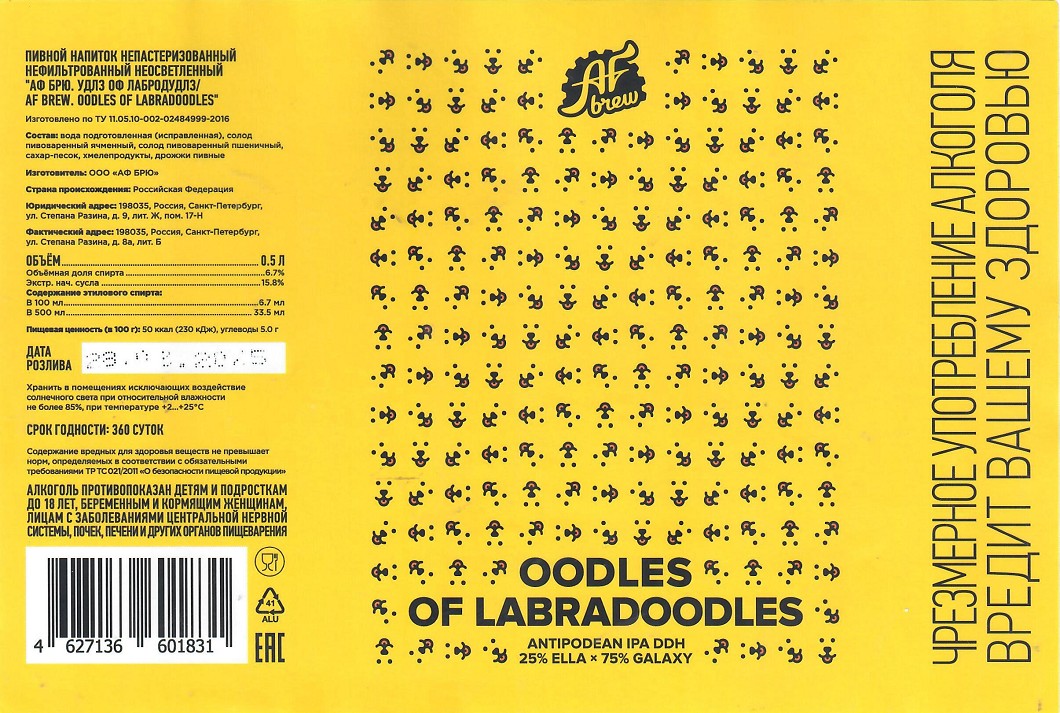 ПИВНОЙ НАПИТОК НЕПАСТЕРИЗОВАННЫЙ
НЕФИЛЬТРОВАННЫЙ НЕОСВЕТЛЕННЫЙ
"АФ БРЮ. УДЛЗ ОФ ЛАБРОДУДЛЗ/
AF BREW. OODLES OF LABRADOODLES"
Изготовлено по ТУ 11.05.10-002-02484999-2016
Состав: вода подготовленная (исправленная), солод
пивоваренный ячменный, солод пивоваренный пшеничный,
сахар-песок, хмелепродукты, дрожжи пивные
Изготовитель: ООО «АФ БРЮ»
Страна происхождения: Российская Федерация
Юридический адрес: 198035, Россия, Санкт-Петербург,
ул. Степана Разина, д. 9, лит. Ж, пом. 17-Н
Фактический адрес: 198035, Россия, Санкт-Петербург,
ул. Степана Разина, д. 8а, лит. Б
ОБЪЁМ 0.5 Л
Объёмная доля спирта 6.7%
Экстр. нач. сусла 15.8%
Содержание этилового спирта:
В 100 мл 6.7 мл
В 500 мл 33.5 мл
Пищевая ценность (в 100 г): 50 ккал (230 кДж), углеводы 5.0 г
ДАТА
РОЗЛИВА
Хранить в помещениях исключающих воздействие
солнечного света при относительной влажности
не более 85%, при температуре +2...+25°С
СРОК ГОДНОСТИ: 360 СУТОК
Содержание вредных для здоровья веществ не превышает
норм, определяемых в соответствии с обязательными
требованиями ТР ТС 021/2011 «О безопасности пищевой продукции»
АЛКОГОЛЬ ПРОТИВОПОКАЗАН ДЕТЯМ И ПОДРОСТКАМ
ДО 18 ЛЕТ, БЕРЕМЕННЫМ И КОРМЯЩИМ ЖЕНЩИНАМ,
ЛИЦАМ С ЗАБОЛЕВАНИЯМИ ЦЕНТРАЛЬНОЙ НЕРВНОЙ
СИСТЕМЫ, ПОЧЕК, ПЕЧЕНИ И ДРУГИХ ОРГАНОВ ПИЩЕВАРЕНИЯ
4 627136 601831
41
ALU
EAC
AF
brew
OODLES
OF LABRADOODLES
ANTIPODEAN IPA DDH
25% ELLA × 75% GALAXY
ЧРЕЗМЕРНОЕ УПОТРЕБЛЕНИЕ АЛКОГОЛЯ
ВРЕДИТ ВАШЕМУ ЗДОРОВЬЮ